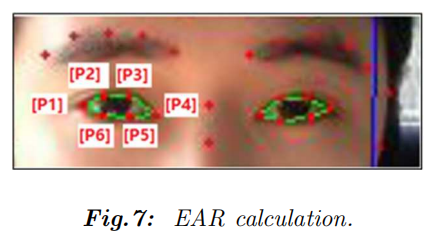 [P2] [P3]
[P1] [P4]
[P6] [P5]
Fig.7: EAR calculation.